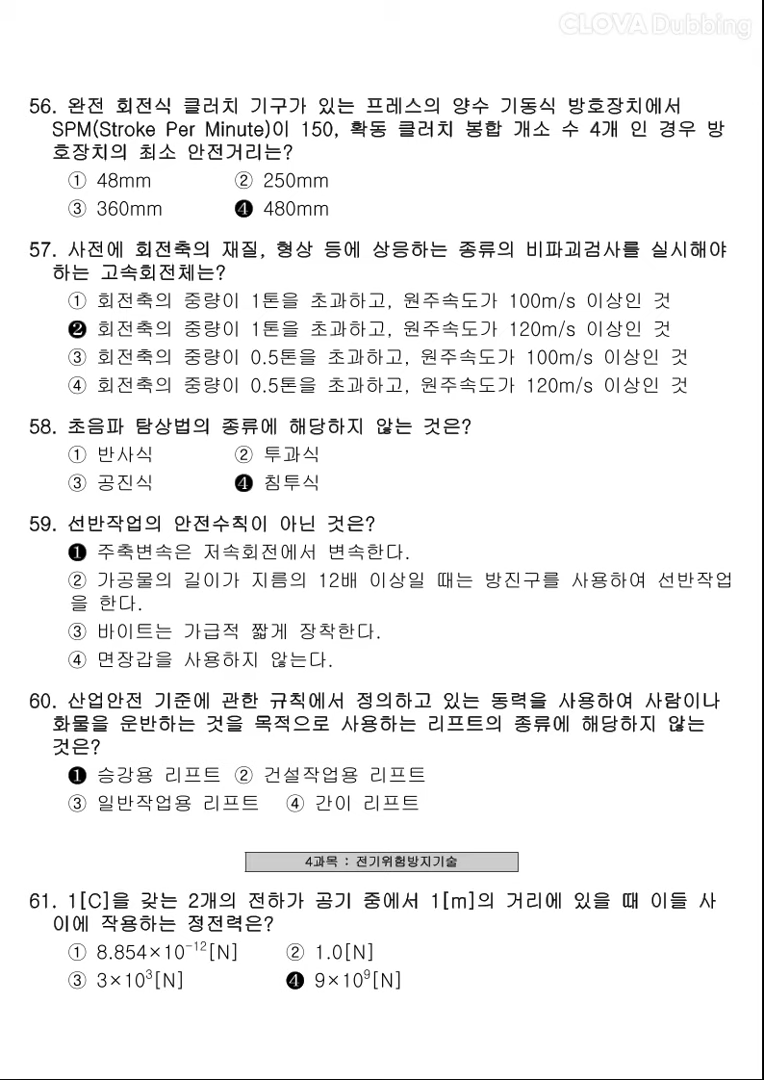 CLOVA Dubbing
56. 완전 회전식 클러치 기구가 있는 프레스의 양수 기동식 방호장치에서
SPM(Stroke Per Minute)이 150, 확동 클러치 봉합 개소 수 4개 인 경우 방
호장치의 최소 안전거리는?
① 48mm ② 250mm
③ 360mm ❹ 480mm
57. 사전에 회전축의 재질, 형상 등에 상응하는 종류의 비파괴검사를 실시해야
하는 고속회전체는?
① 회전축의 중량이 1톤을 초과하고, 원주속도가 100m/s 이상인 것
❷ 회전축의 중량이 1톤을 초과하고, 원주속도가 120m/s 이상인 것
③ 회전축의 중량이 0.5톤을 초과하고, 원주속도가 100m/s 이상인 것
④ 회전축의 중량이 0.5톤을 초과하고, 원주속도가 120m/s 이상인 것
58. 초음파 탐상법의 종류에 해당하지 않는 것은?
① 반사식 ② 투과식
③ 공진식 ❹ 침투식
59. 선반작업의 안전수칙이 아닌 것은?
❶ 주축변속은 저속회전에서 변속한다.
② 가공물의 길이가 지름의 12배 이상일 때는 방진구를 사용하여 선반작업
을 한다.
③ 바이트는 가급적 짧게 장착한다.
④ 면장갑을 사용하지 않는다.
60. 산업안전 기준에 관한 규칙에서 정의하고 있는 동력을 사용하여 사람이나
화물을 운반하는 것을 목적으로 사용하는 리프트의 종류에 해당하지 않는
것은?
❶ 승강용 리프트 ② 건설작업용 리프트
③ 일반작업용 리프트 ④ 간이 리프트
4과목 : 전기위험방지기술
61. 1[C]을 갖는 2개의 전하가 공기 중에서 1[m]의 거리에 있을 때 이들 사
이에 작용하는 정전력은?
① 8.854×10⁻¹²[N] ② 1.0[N]
③ 3×10³[N] ❹ 9×10⁹[N]